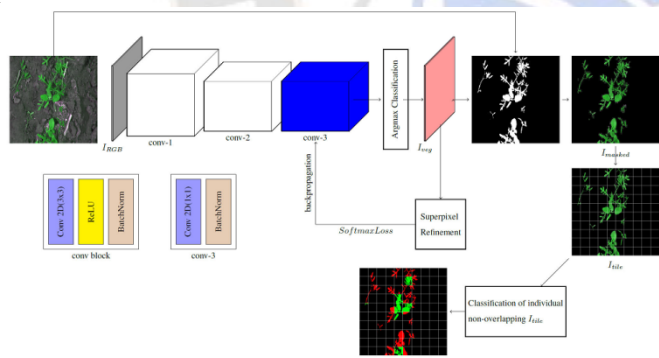 I_RGB
conv-1
conv-2
conv-3
Argmax Classification
I_veg
I_masked
backpropagation
SoftmaxLoss
Superpixel
Refinement
I_tile
Conv 2D(3x3)
ReLU
BatchNorm
conv block
Conv 2D(1x1)
BatchNorm
conv-3
Classification of individual
non-overlapping I_tile